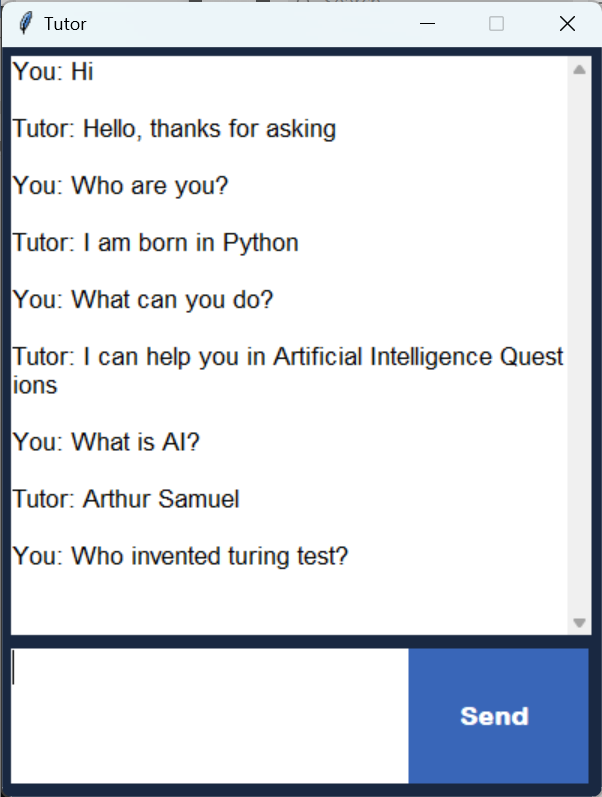 Tutor
You: Hi
Tutor: Hello, thanks for asking
You: Who are you?
Tutor: I am born in Python
You: What can you do?
Tutor: I can help you in Artificial Intelligence Quest
ions
You: What is AI?
Tutor: Arthur Samuel
You: Who invented turing test?
Send